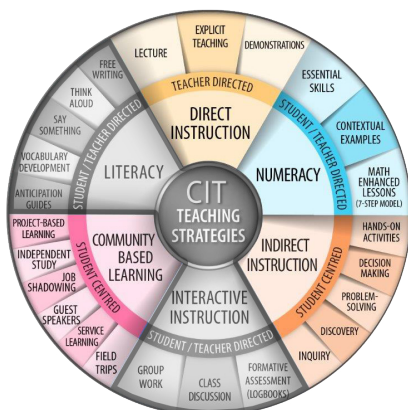 CIT
TEACHING
STRATEGIES
DIRECT
INSTRUCTION
TEACHER DIRECTED
LECTURE
EXPLICIT
TEACHING
DEMONSTRATIONS
NUMERACY
STUDENT / TEACHER DIRECTED
ESSENTIAL
SKILLS
CONTEXTUAL
EXAMPLES
MATH
ENHANCED
LESSONS
(7-STEP MODEL)
INDIRECT
INSTRUCTION
STUDENT CENTRED
HANDS-ON
ACTIVITIES
DECISION
MAKING
PROBLEM-
SOLVING
DISCOVERY
INQUIRY
INTERACTIVE
INSTRUCTION
STUDENT / TEACHER DIRECTED
FORMATIVE
ASSESSMENT
(LOGBOOKS)
CLASS
DISCUSSION
GROUP
WORK
COMMUNITY
BASED
LEARNING
STUDENT CENTRED
FIELD
TRIPS
SERVICE
LEARNING
GUEST
SPEAKERS
JOB
SHADOWING
INDEPENDENT
STUDY
PROJECT-BASED
LEARNING
LITERACY
STUDENT / TEACHER DIRECTED
ANTICIPATION
GUIDES
VOCABULARY
DEVELOPMENT
SAY
SOMETHING
THINK
ALOUD
FREE
WRITING